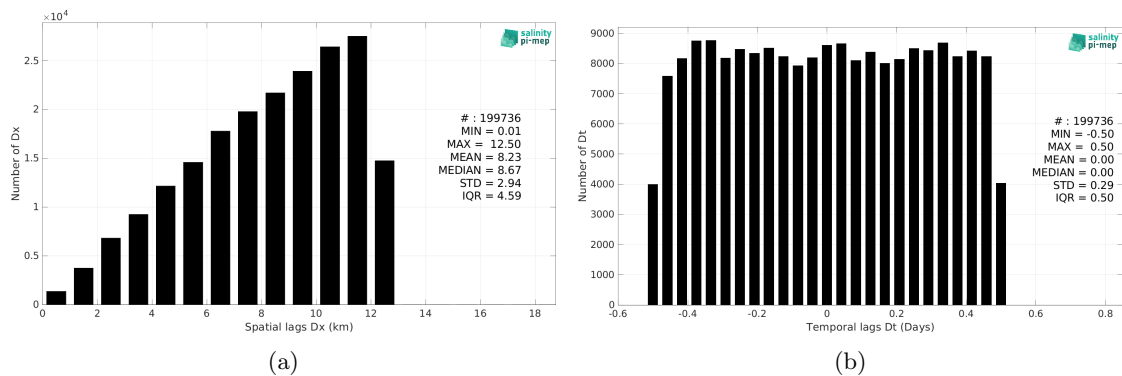 ×10⁴
salinity
pi-mep
2.5
2
1.5
1
0.5
0
Number of Dx
# : 199736
MIN = 0.01
MAX = 12.50
MEAN = 8.23
MEDIAN = 8.67
STD = 2.94
IQR = 4.59
0 2 4 6 8 10 12 14 16 18
Spatial lags Dx (km)
(a)
salinity
pi-mep
9000
8000
7000
6000
5000
4000
3000
2000
1000
0
Number of Dt
# : 199736
MIN = -0.50
MAX = 0.50
MEAN = 0.00
MEDIAN = 0.00
STD = 0.29
IQR = 0.50
-0.6 -0.4 -0.2 0 0.2 0.4 0.6 0.8
Temporal lags Dt (Days)
(b)